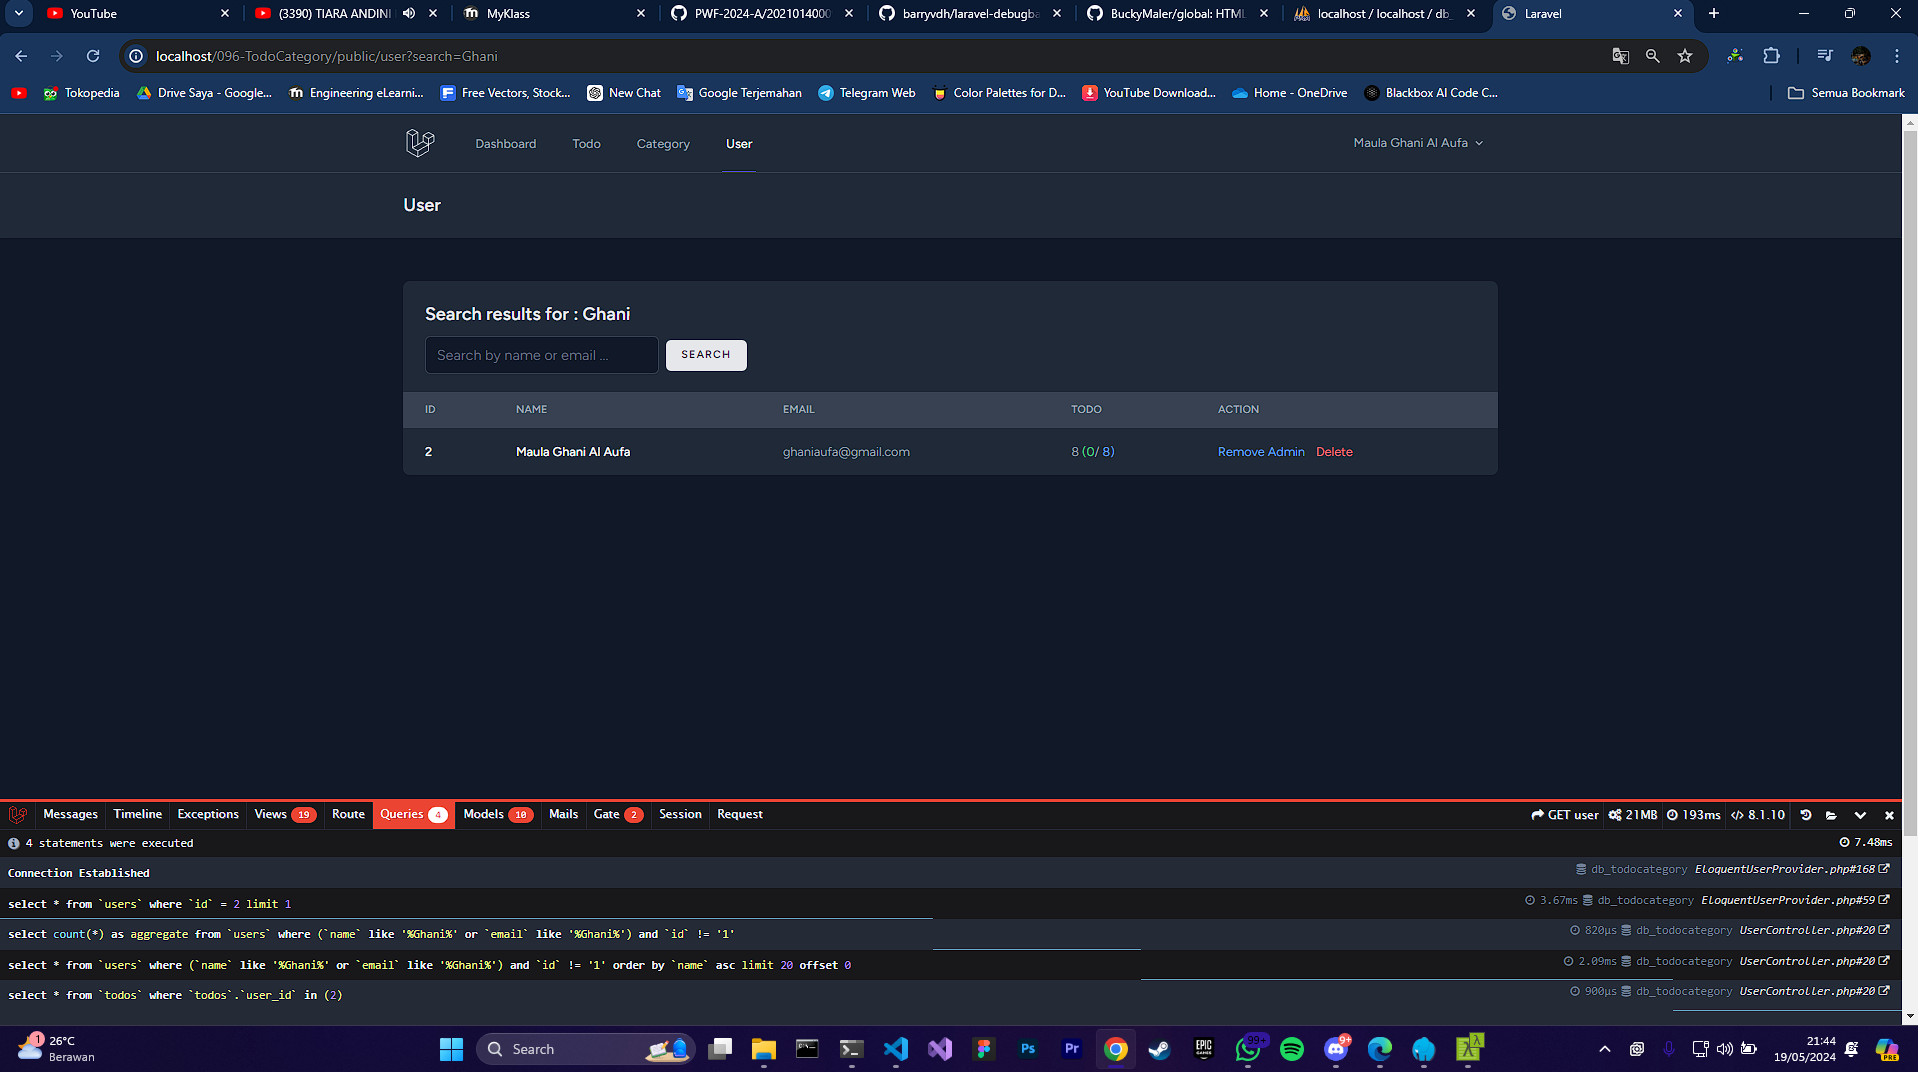 YouTube
(3390) TIARA ANDINI
MyKlass
PWF-2024-A/2021014000
barryvdh/laravel-debugba
BuckyMaler/global: HTML
localhost / localhost / db_
Laravel
localhost/096-TodoCategory/public/user?search=Ghani
Tokopedia
Drive Saya - Google...
Engineering eLearni...
Free Vectors, Stock...
New Chat
Google Terjemahan
Telegram Web
Color Palettes for D...
YouTube Download...
Home - OneDrive
Blackbox AI Code C...
Semua Bookmark
Dashboard
Todo
Category
User
Maula Ghani Al Aufa
User
Search results for : Ghani
Search by name or email ...
SEARCH
ID NAME EMAIL TODO ACTION
2 Maula Ghani Al Aufa ghaniaufa@gmail.com 8 (0/ 8) Remove Admin Delete
Messages Timeline Exceptions Views 19 Route Queries 4 Models 10 Mails Gate 2 Session Request GET user 21MB 193ms </> 8.1.10
4 statements were executed 7.48ms
Connection Established db_todocategory EloquentUserProvider.php#168
select * from `users` where `id` = 2 limit 1 3.67ms db_todocategory EloquentUserProvider.php#59
select count(*) as aggregate from `users` where (`name` like '%Ghani%' or `email` like '%Ghani%') and `id` != '1' 820μs db_todocategory UserController.php#20
select * from `users` where (`name` like '%Ghani%' or `email` like '%Ghani%') and `id` != '1' order by `name` asc limit 20 offset 0 2.09ms db_todocategory UserController.php#20
select * from `todos` where `todos`.`user_id` in (2) 900μs db_todocategory UserController.php#20
1
26°C
Berawan
Search
Ps
Pr
EPIC
GAMES
99+
9+
21:44
19/05/2024
PRE